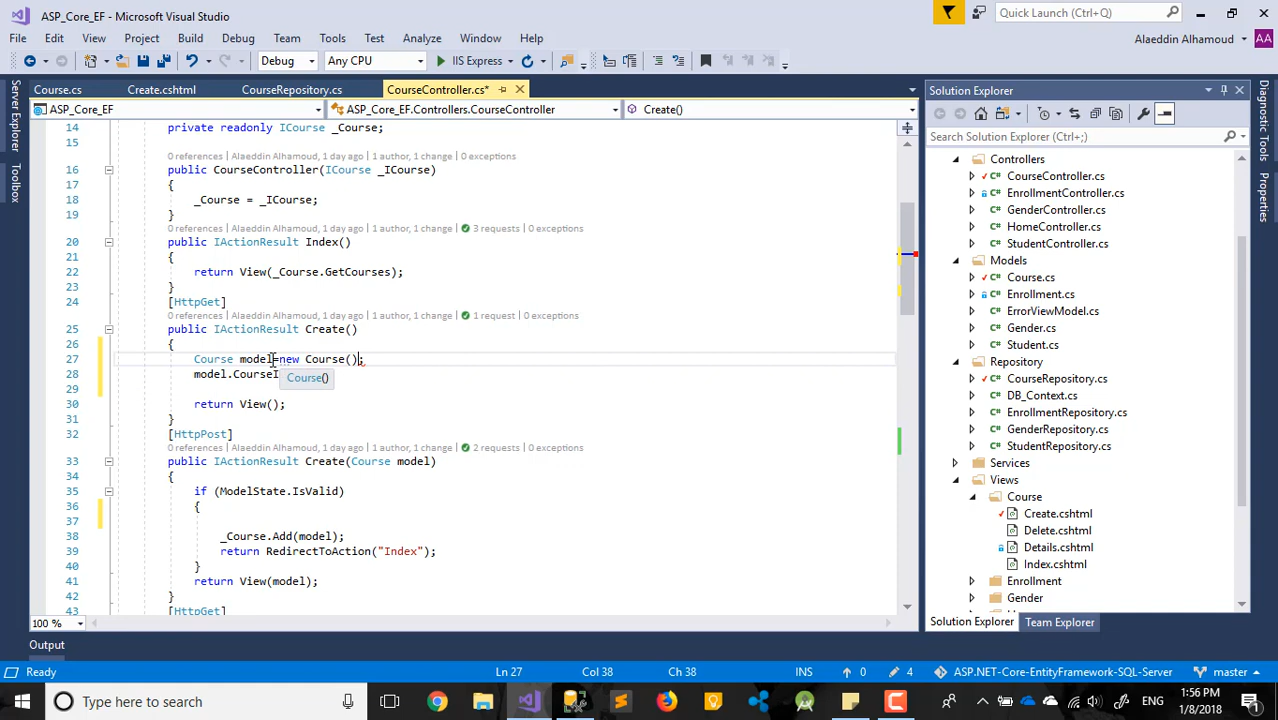 ASP_Core_EF - Microsoft Visual Studio
Quick Launch (Ctrl+Q)
File Edit View Project Build Debug Team Tools Test Analyze Window Help
Alaeddin Alhamoud AA
Debug Any CPU IIS Express
Server Explorer
Toolbox
Course.cs Create.cshtml CourseRepository.cs CourseController.cs*
ASP_Core_EF ASP_Core_EF.Controllers.CourseController Create()
14 private readonly ICourse _Course;
15
0 references | Alaeddin Alhamoud, 1 day ago | 1 author, 1 change | 0 exceptions
16 public CourseController(ICourse _ICourse)
17 {
18 _Course = _ICourse;
19 }
0 references | Alaeddin Alhamoud, 1 day ago | 1 author, 1 change | 3 requests | 0 exceptions
20 public IActionResult Index()
21 {
22 return View(_Course.GetCourses);
23 }
24 [HttpGet]
0 references | Alaeddin Alhamoud, 1 day ago | 1 author, 1 change | 1 request | 0 exceptions
25 public IActionResult Create()
26 {
27 Course model=new Course();
28 model.CourseI
Course()
29
30 return View();
31 }
32 [HttpPost]
0 references | Alaeddin Alhamoud, 1 day ago | 1 author, 1 change | 2 requests | 0 exceptions
33 public IActionResult Create(Course model)
34 {
35 if (ModelState.IsValid)
36 {
37
38 _Course.Add(model);
39 return RedirectToAction("Index");
40 }
41 return View(model);
42 }
43 [HttpGet]
100 %
Solution Explorer
Search Solution Explorer (Ctrl+;)
Controllers
CourseController.cs
EnrollmentController.cs
GenderController.cs
HomeController.cs
StudentController.cs
Models
Course.cs
Enrollment.cs
ErrorViewModel.cs
Gender.cs
Student.cs
Repository
CourseRepository.cs
DB_Context.cs
EnrollmentRepository.cs
GenderRepository.cs
StudentRepository.cs
Services
Views
Course
Create.cshtml
Delete.cshtml
Details.cshtml
Index.cshtml
Enrollment
Gender
Solution Explorer Team Explorer
Diagnostic Tools
Properties
Output
Ready Ln 27 Col 38 Ch 38 INS 0 4 ASP.NET-Core-EntityFramework-SQL-Server master
Type here to search
ENG
1:56 PM
1/8/2018